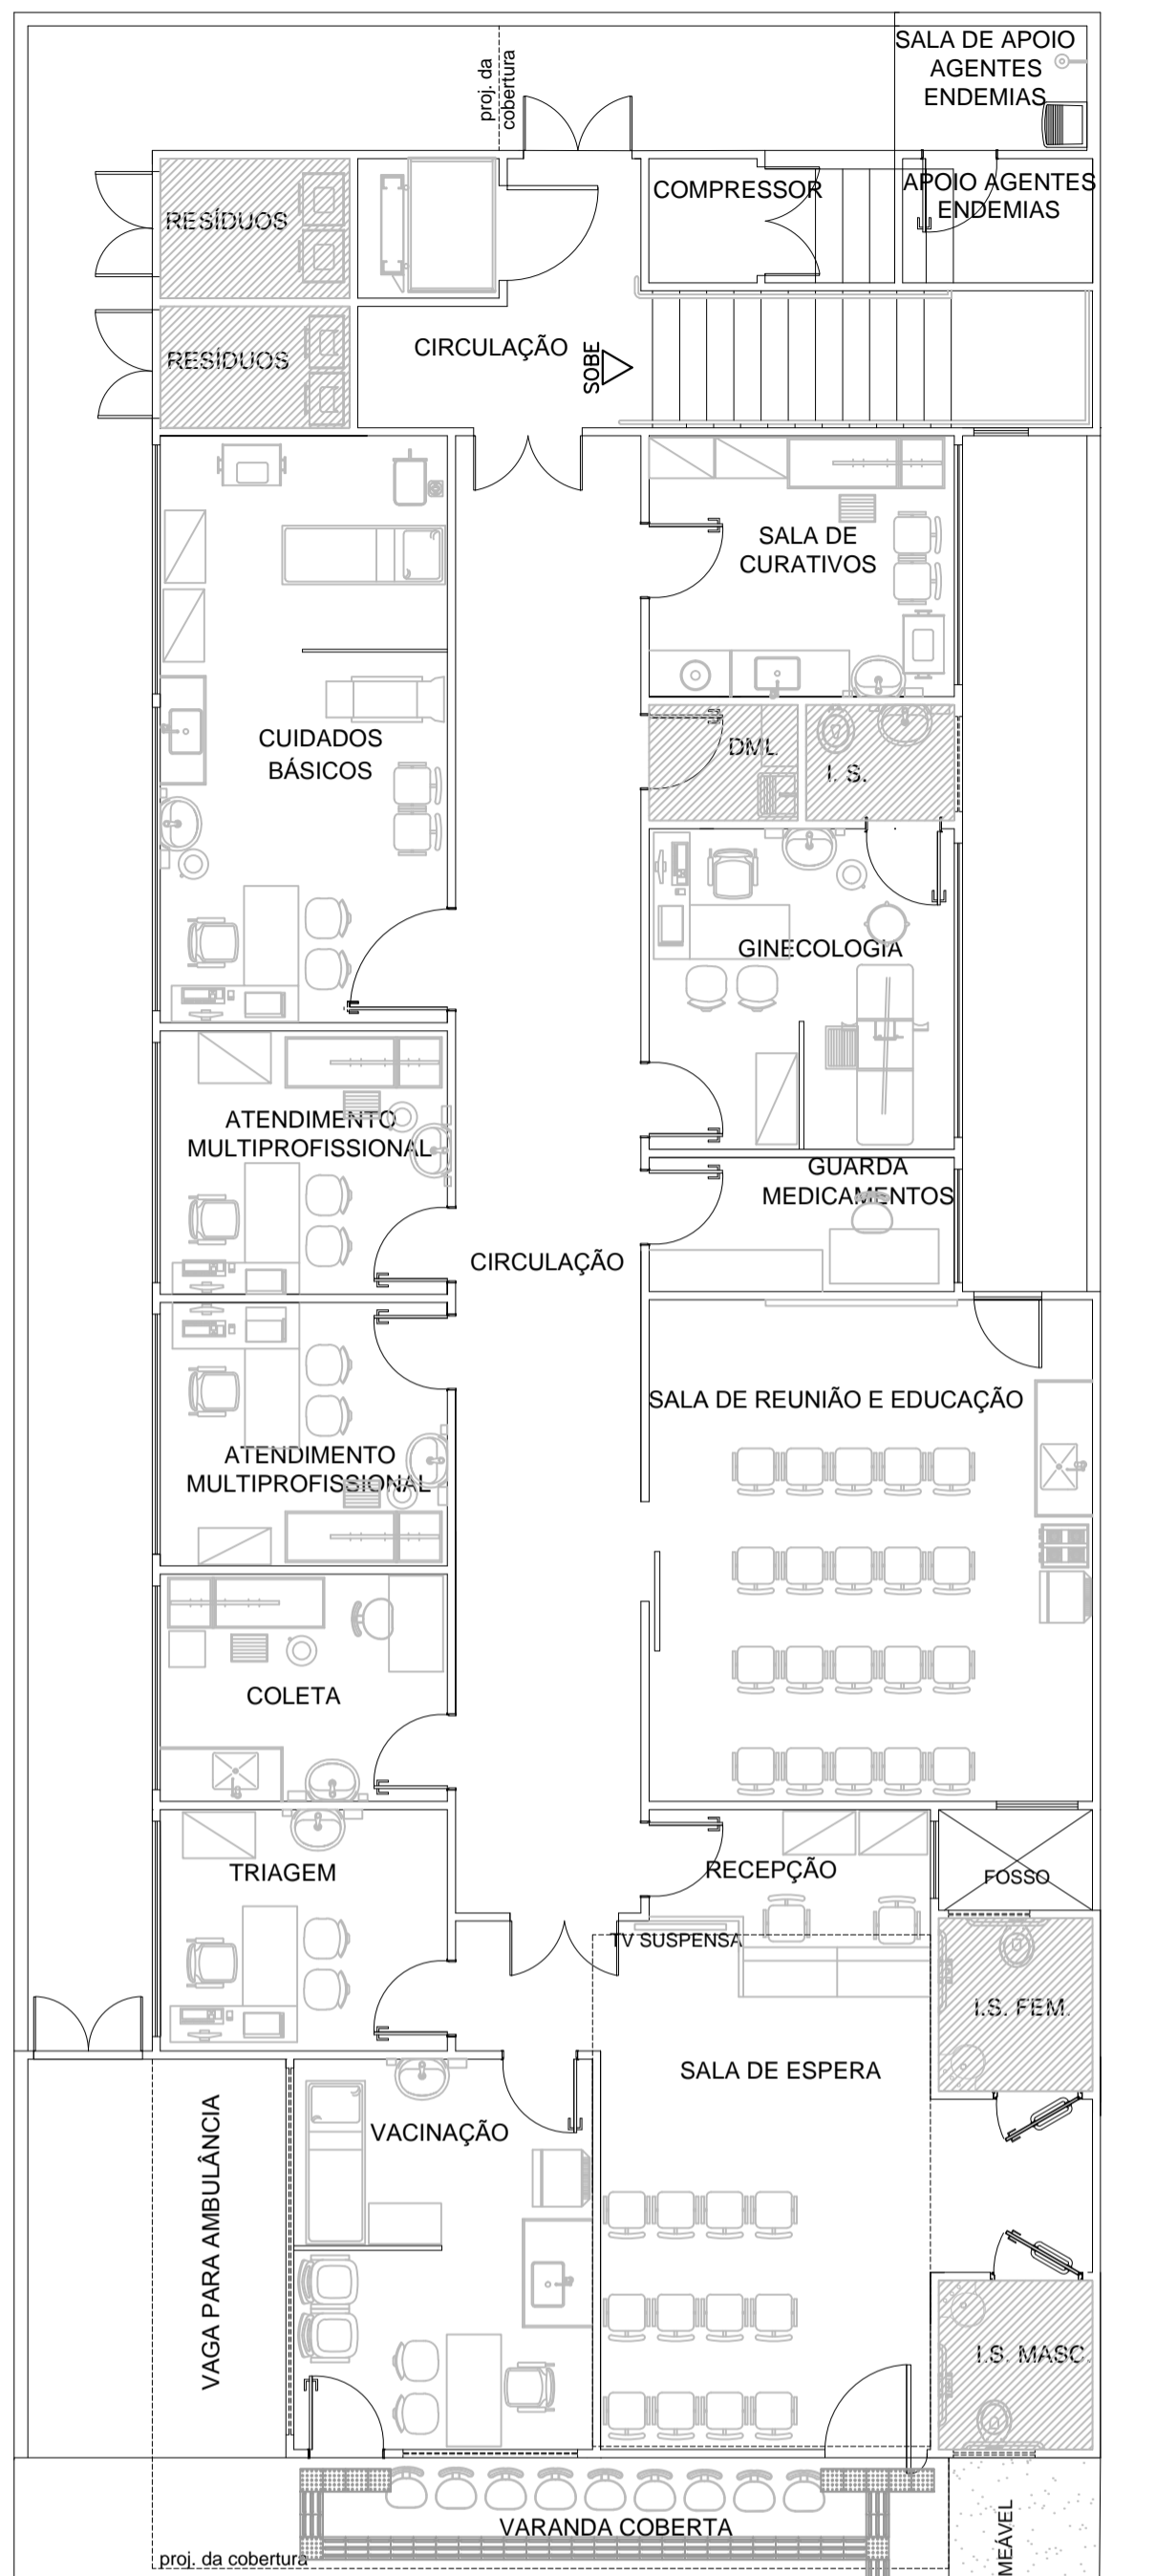 SALA DE APOIO
AGENTES
ENDEMIAS
proj. da
cobertura
COMPRESSOR
APOIO AGENTES
ENDEMIAS
RESÍDUOS
CIRCULAÇÃO
SOBE
RESÍDUOS
SALA DE
CURATIVOS
CUIDADOS
BÁSICOS
DML
I. S.
GINECOLOGIA
ATENDIMENTO
MULTIPROFISSIONAL
GUARDA
MEDICAMENTOS
CIRCULAÇÃO
SALA DE REUNIÃO E EDUCAÇÃO
ATENDIMENTO
MULTIPROFISSIONAL
COLETA
TRIAGEM
RECEPÇÃO
FOSSO
TV SUSPENSA
I.S. FEM.
SALA DE ESPERA
VACINAÇÃO
VAGA PARA AMBULÂNCIA
I.S. MASC.
VARANDA COBERTA
proj. da cobertura
MEÁVEL